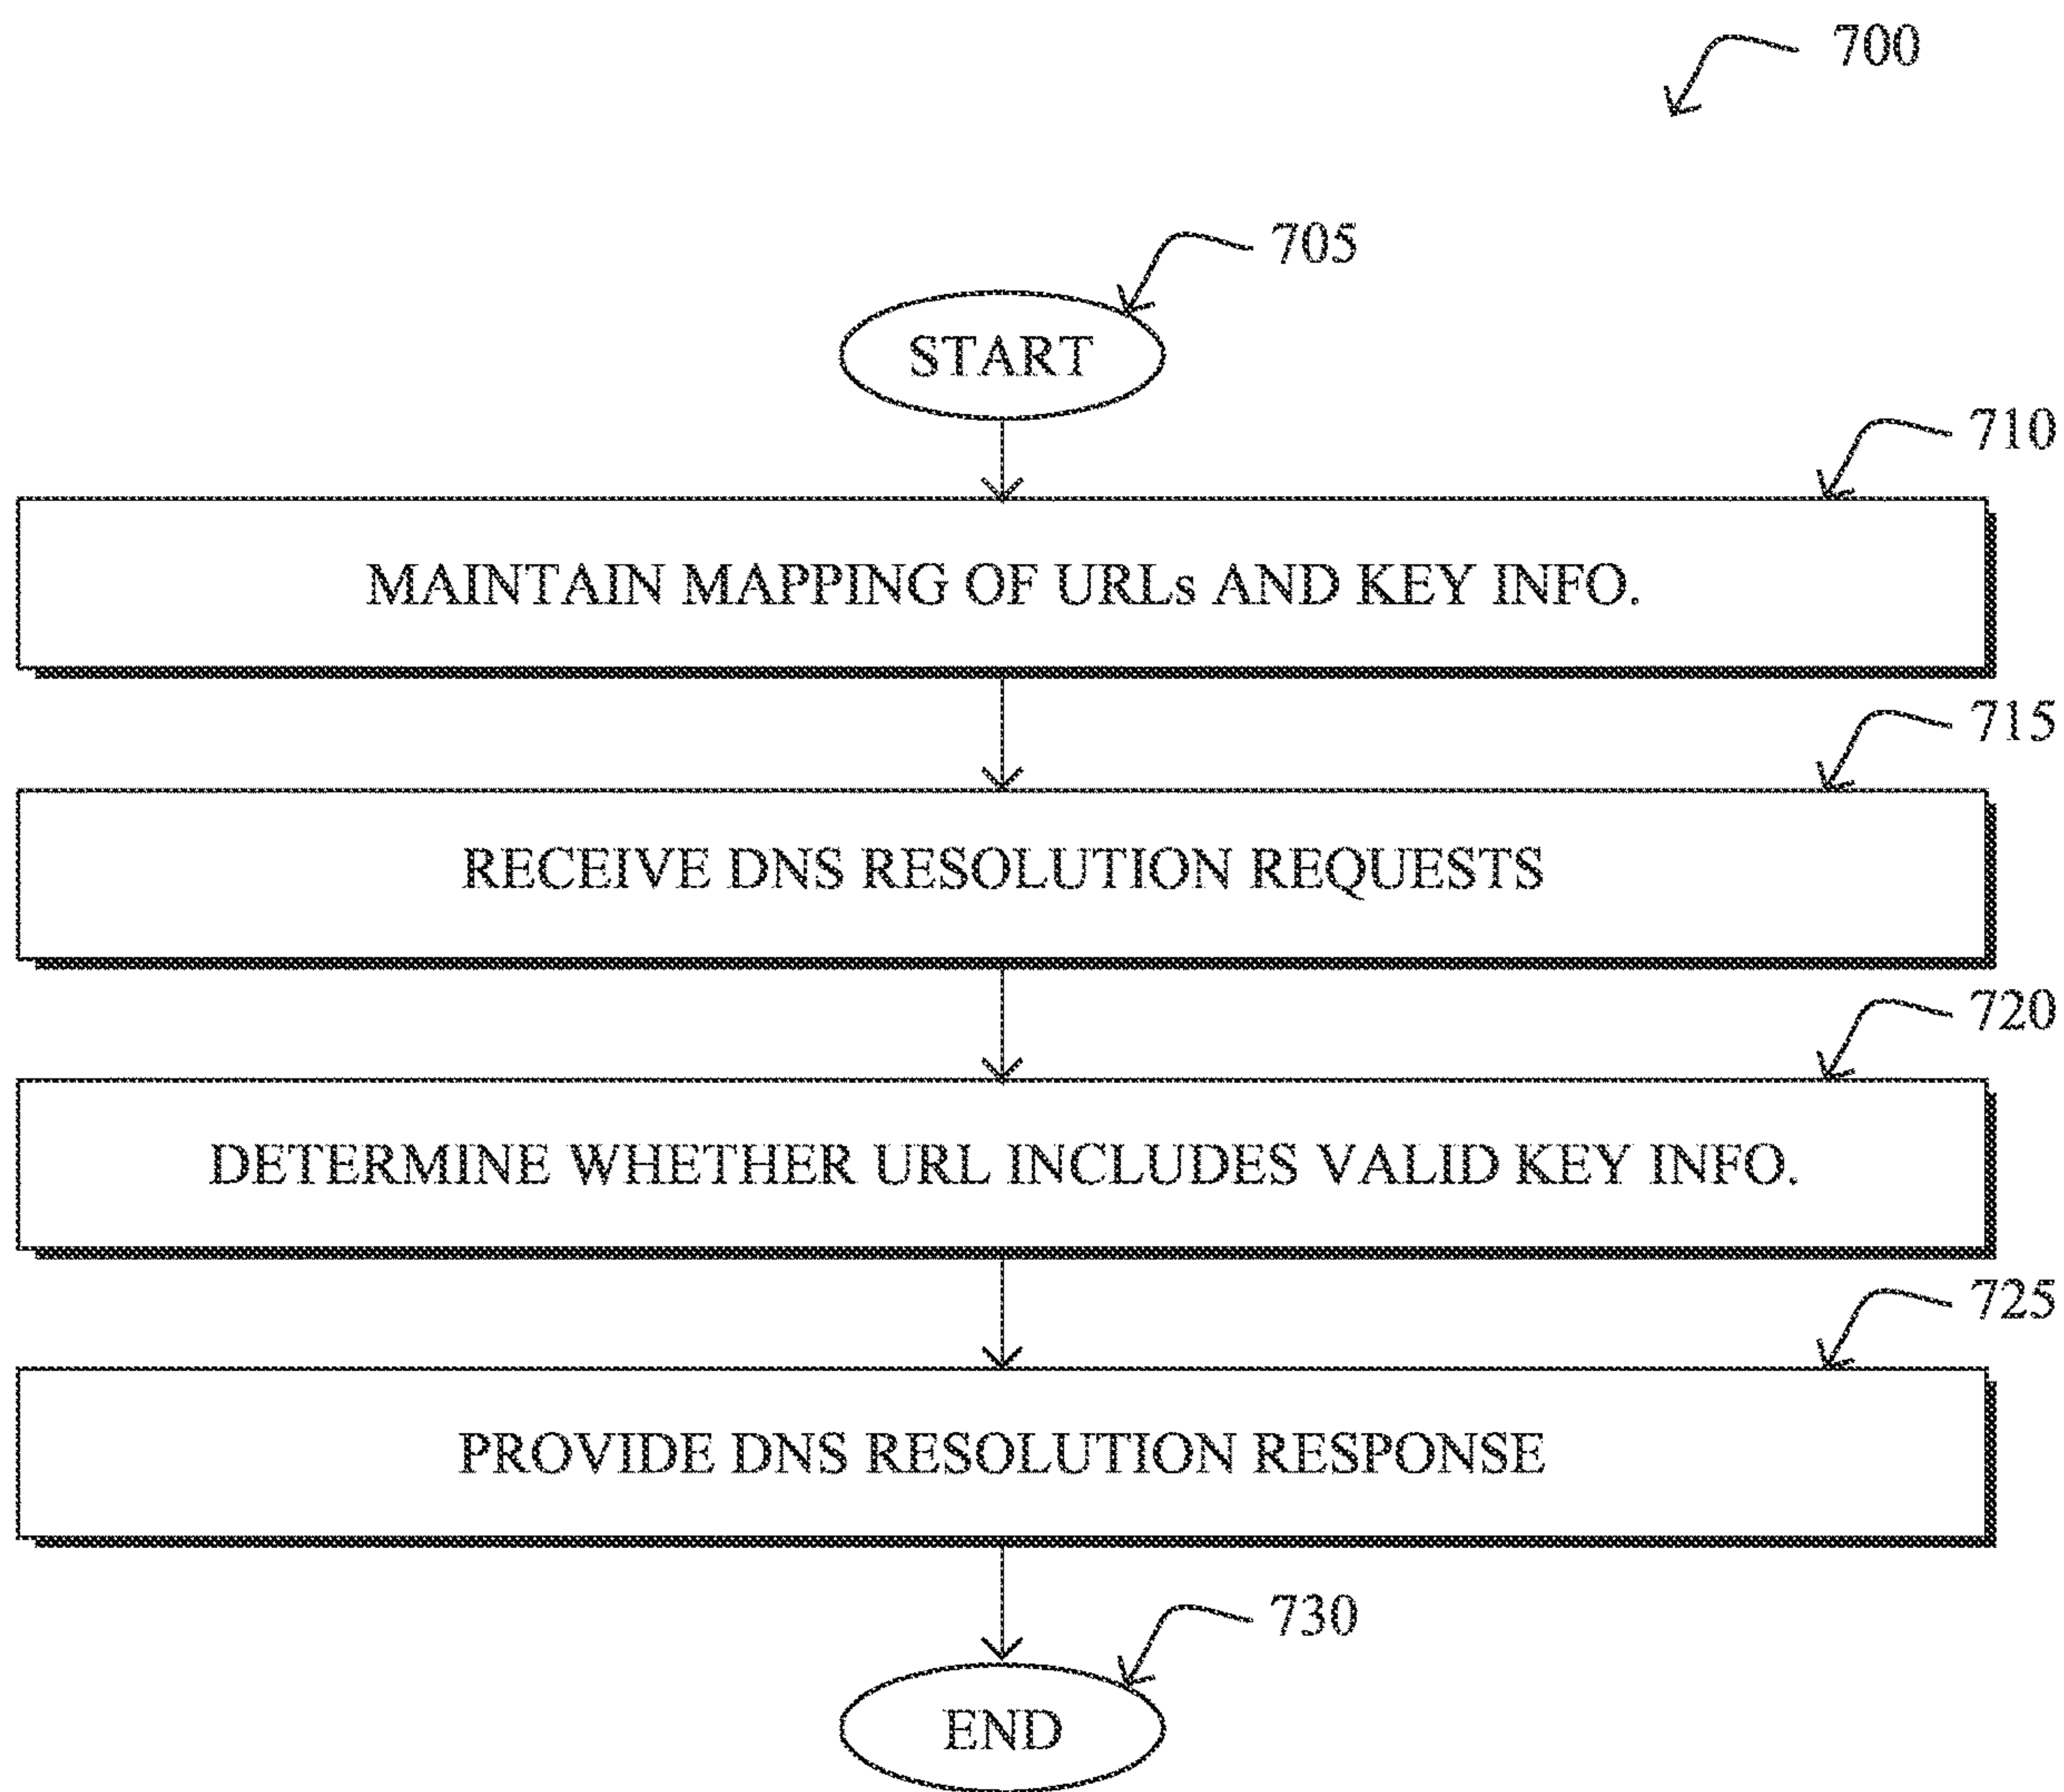 700
705
START
710
MAINTAIN MAPPING OF URLs AND KEY INFO.
715
RECEIVE DNS RESOLUTION REQUESTS
720
DETERMINE WHETHER URL INCLUDES VALID KEY INFO.
725
PROVIDE DNS RESOLUTION RESPONSE
730
END